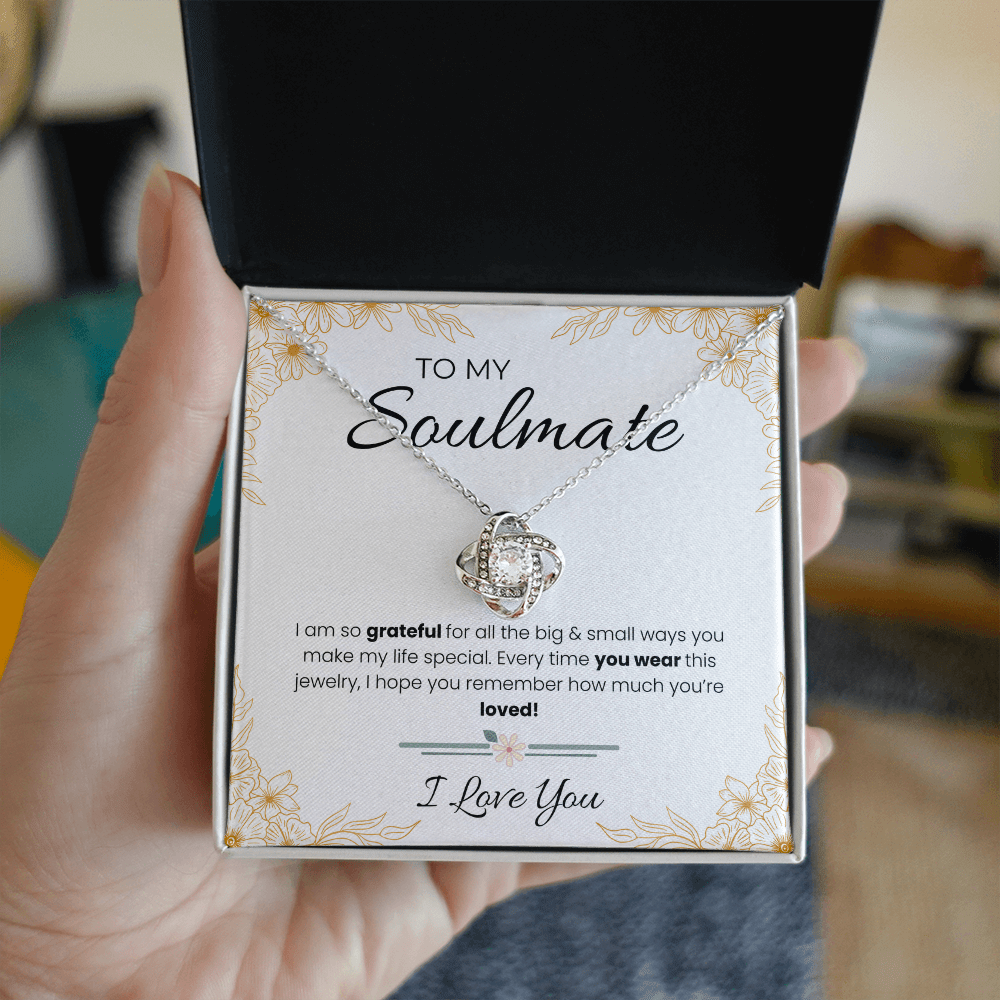 TO MY
Soulmate
I am so grateful for all the big & small ways you
make my life special. Every time you wear this
jewelry, I hope you remember how much you’re
loved!
I Love You